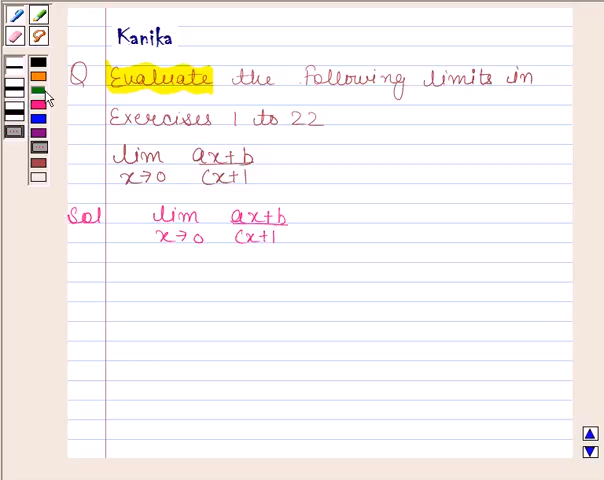 Kanika
Q Evaluate the following limits in
Exercises 1 to 22
lim ax+b
x→0 cx+1
Sol lim ax+b
x→0 cx+1